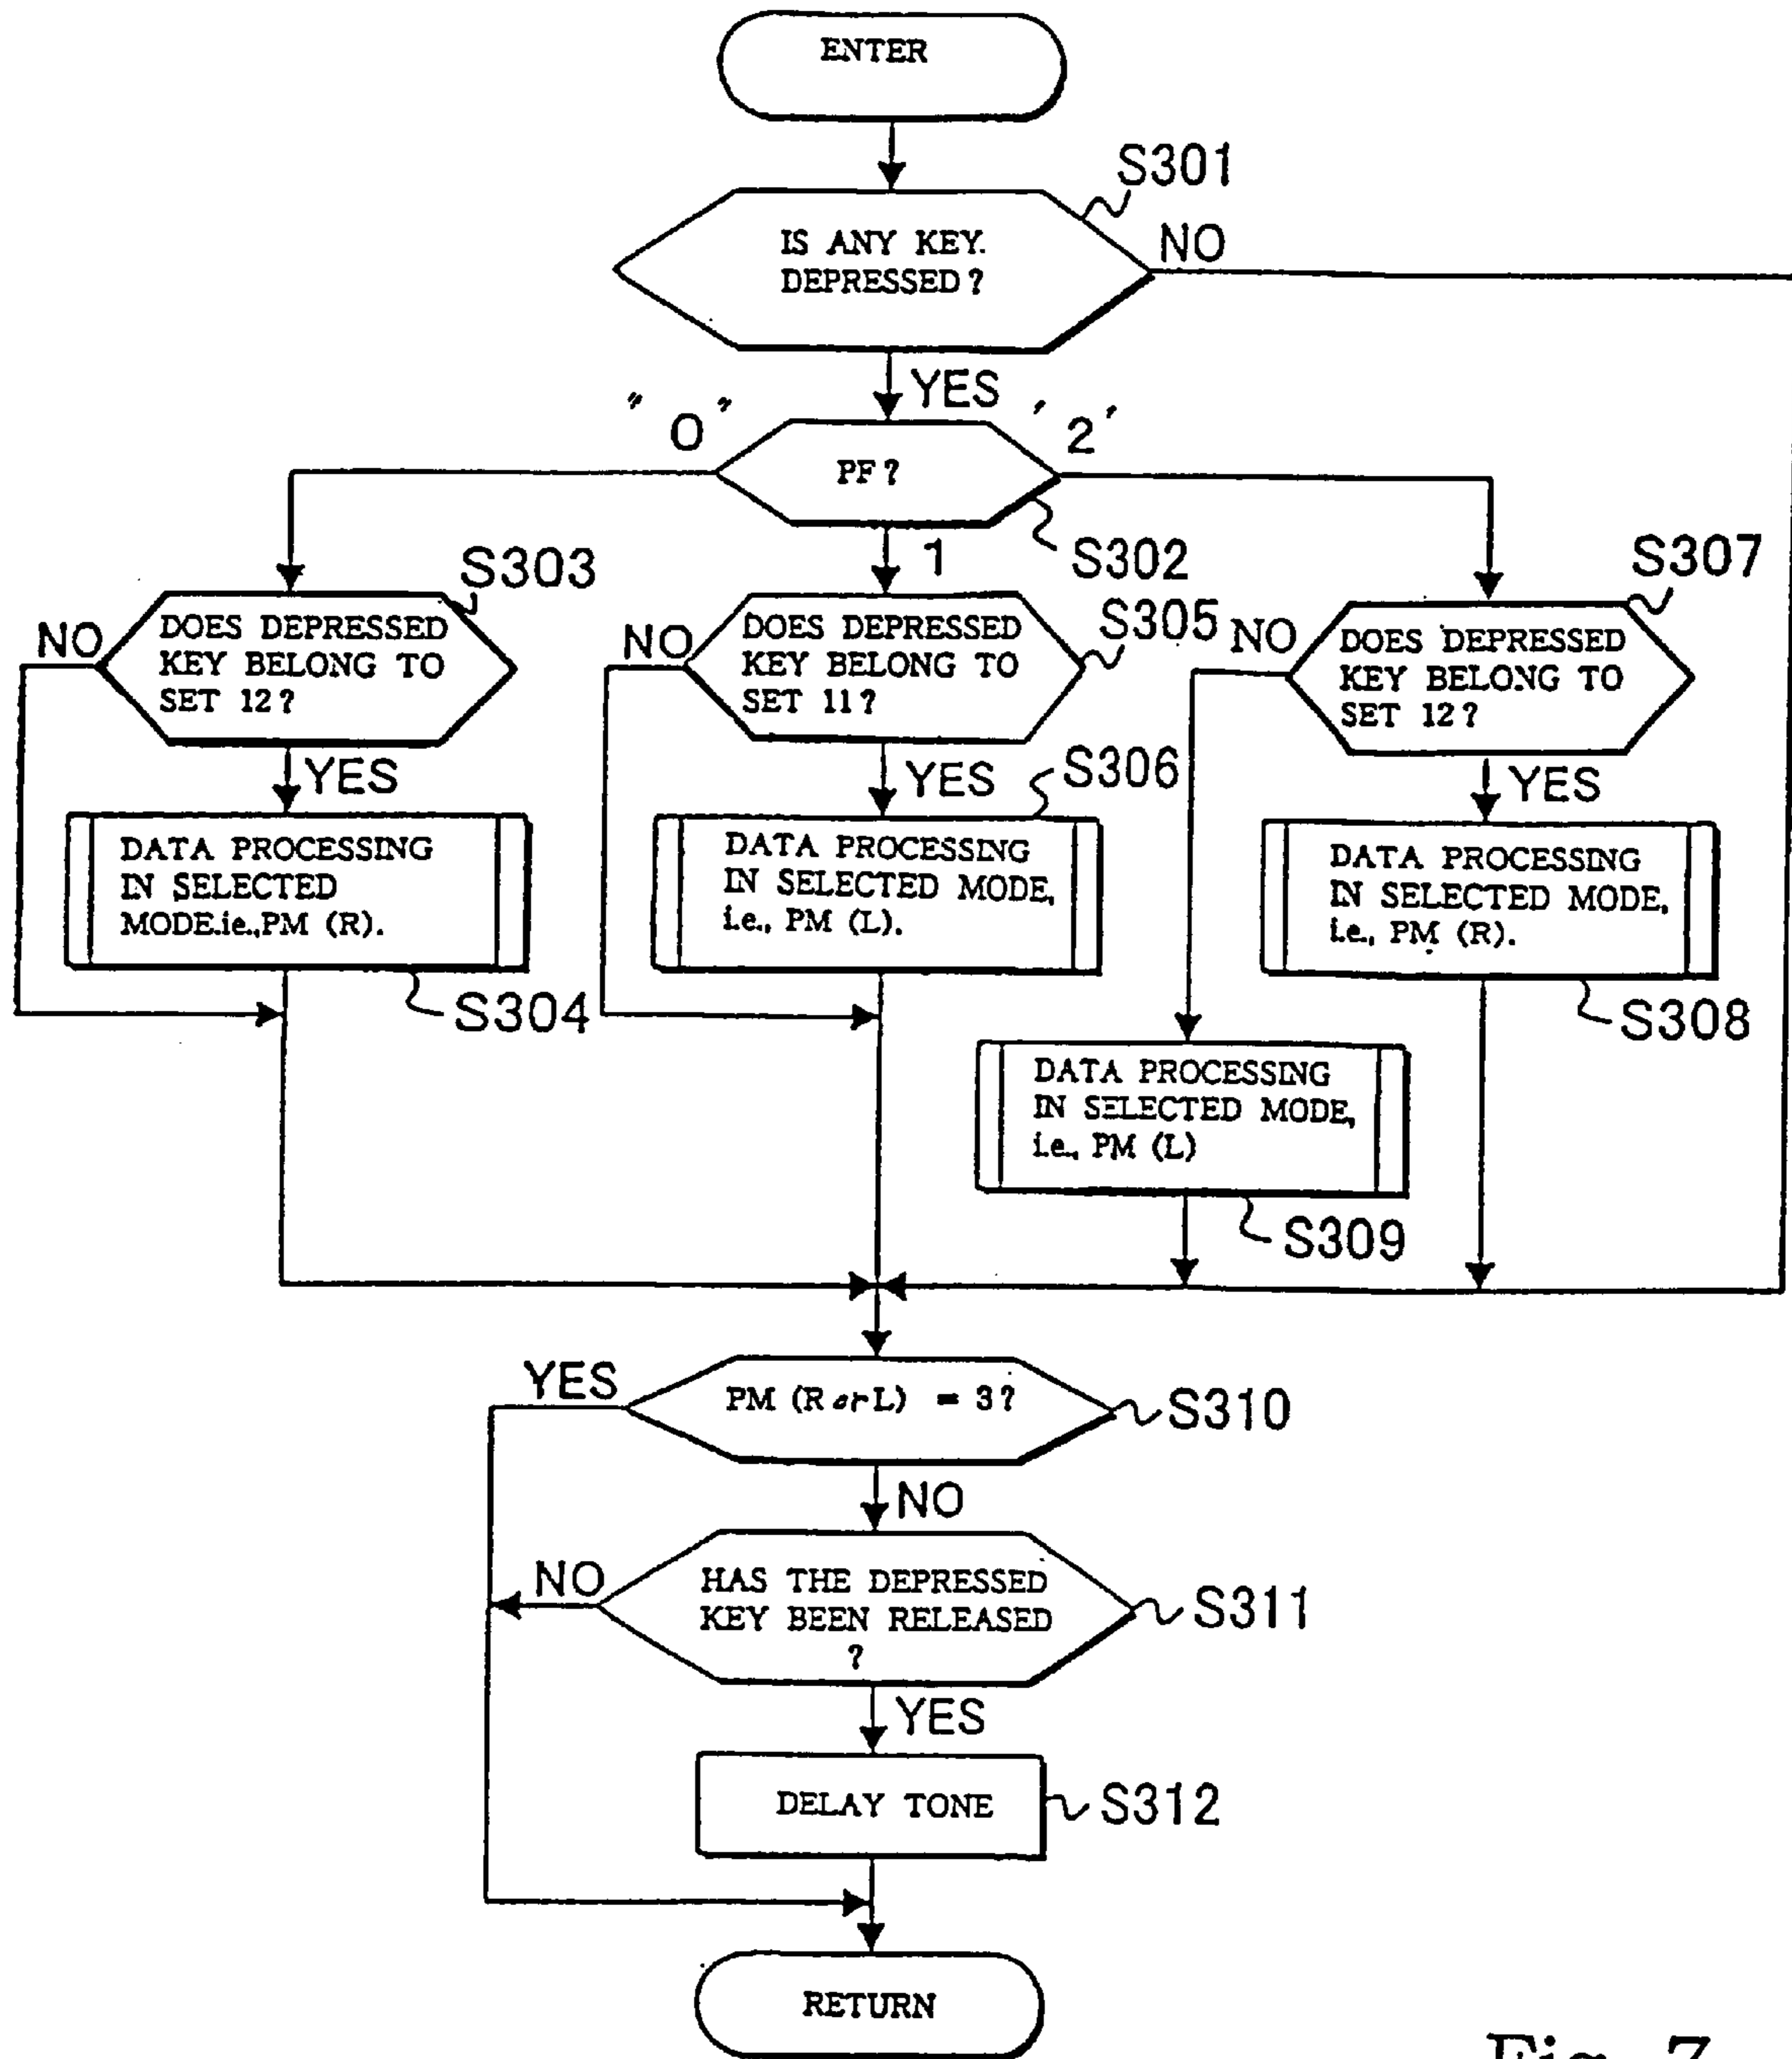 ENTER
S301
IS ANY KEY.
DEPRESSED?
NO
YES
"0"
'2'
PF?
1
S302
S303
NO
DOES DEPRESSED
KEY BELONG TO
SET 12?
YES
DATA PROCESSING
IN SELECTED
MODE.ie.,PM (R).
S304
S305
NO
DOES DEPRESSED
KEY BELONG TO
SET 11?
YES
S306
DATA PROCESSING
IN SELECTED MODE,
i.e., PM (L).
S307
NO
DOES DEPRESSED
KEY BELONG TO
SET 12?
YES
DATA PROCESSING
IN SELECTED MODE,
i.e., PM (R).
S308
DATA PROCESSING
IN SELECTED MODE,
i.e., PM (L)
S309
YES
PM (R or L) = 3?
S310
NO
NO
HAS THE DEPRESSED
KEY BEEN RELEASED
?
S311
YES
DELAY TONE
S312
RETURN
Fig. 7